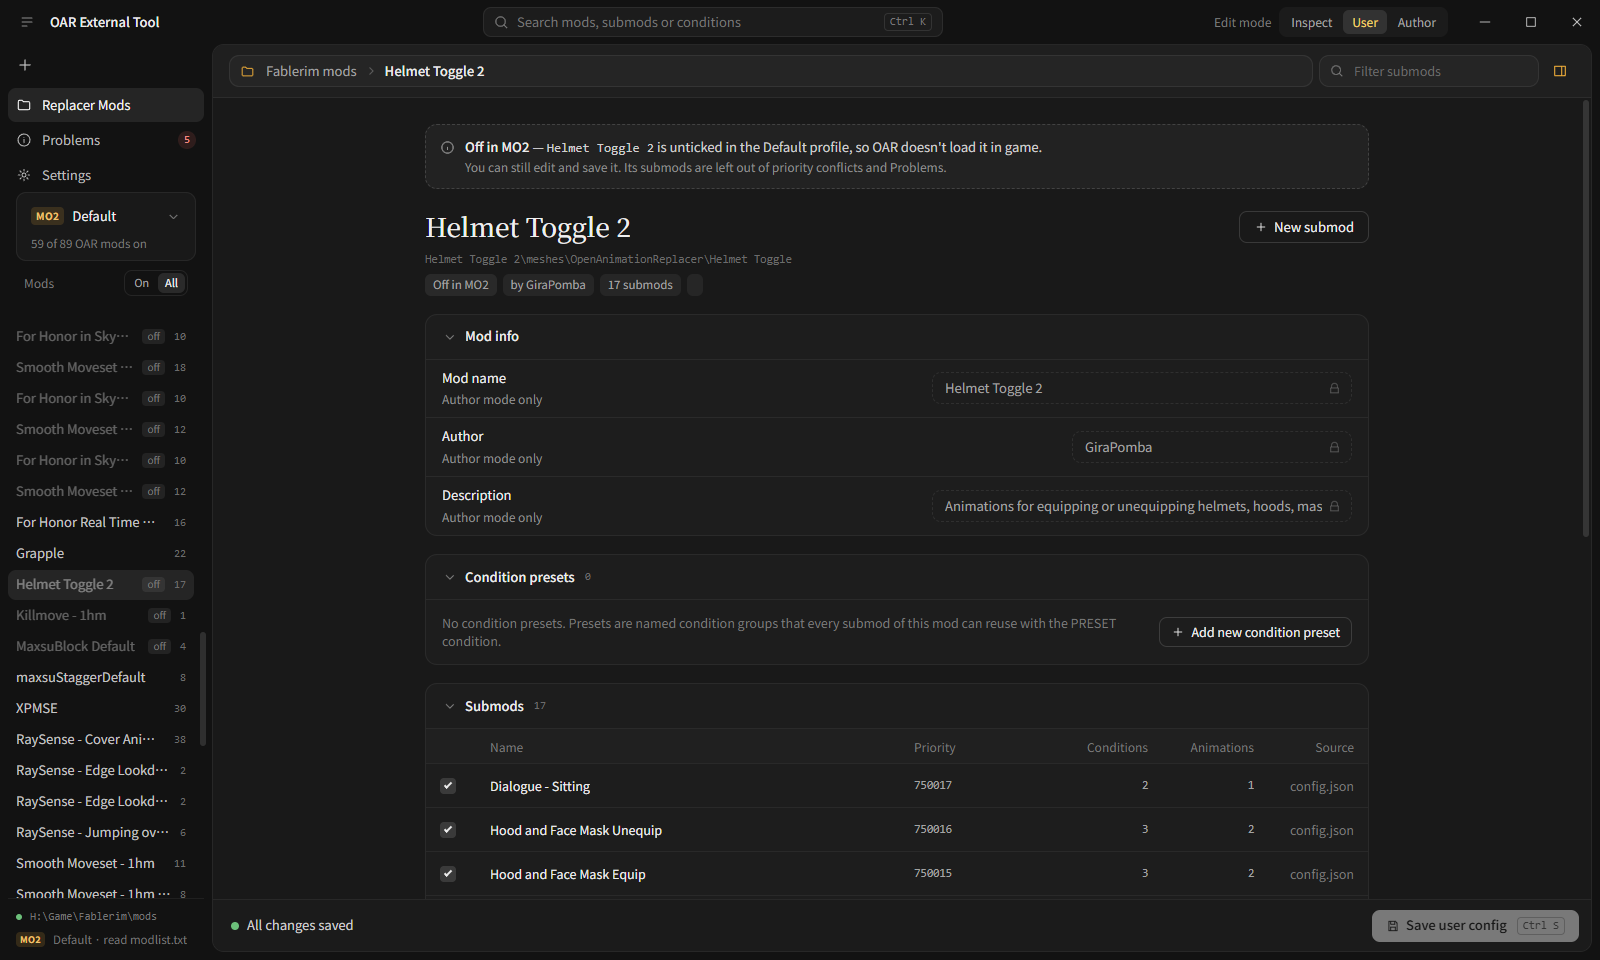 OAR External Tool
Search mods, submods or conditions
Ctrl K
Edit mode
Inspect
User
Author
Replacer Mods
Problems
5
Settings
MO2 Default
59 of 89 OAR mods on
Mods
On
All
For Honor in Sky··· off 10
Smooth Moveset ··· off 18
For Honor in Sky··· off 10
Smooth Moveset ··· off 12
For Honor in Sky··· off 10
Smooth Moveset ··· off 12
For Honor Real Time ··· 16
Grapple 22
Helmet Toggle 2 off 17
Killmove - 1hm off 1
MaxsuBlock Default off 4
maxsuStaggerDefault 8
XPMSE 30
RaySense - Cover Ani··· 38
RaySense - Edge Lookd··· 2
RaySense - Edge Lookd··· 2
RaySense - Jumping ov··· 6
Smooth Moveset - 1hm 11
Smooth Moveset - 1hm ··· 8
H:\Game\Fablerim\mods
MO2 Default · read modlist.txt
Fablerim mods
Helmet Toggle 2
Filter submods
Off in MO2 — Helmet Toggle 2 is unticked in the Default profile, so OAR doesn't load it in game.
You can still edit and save it. Its submods are left out of priority conflicts and Problems.
Helmet Toggle 2
New submod
Helmet Toggle 2\meshes\OpenAnimationReplacer\Helmet Toggle
Off in MO2
by GiraPomba
17 submods
Mod info
Mod name
Author mode only
Helmet Toggle 2
Author
Author mode only
GiraPomba
Description
Author mode only
Animations for equipping or unequipping helmets, hoods, mas
Condition presets 0
No condition presets. Presets are named condition groups that every submod of this mod can reuse with the PRESET
condition.
Add new condition preset
Submods 17
Name Priority Conditions Animations Source
Dialogue - Sitting 750017 2 1 config.json
Hood and Face Mask Unequip 750016 3 2 config.json
Hood and Face Mask Equip 750015 3 2 config.json
All changes saved
Save user config Ctrl S